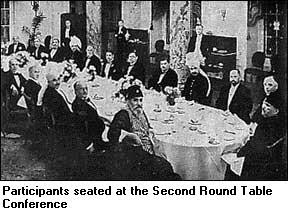 Participants seated at the Second Round Table
Conference